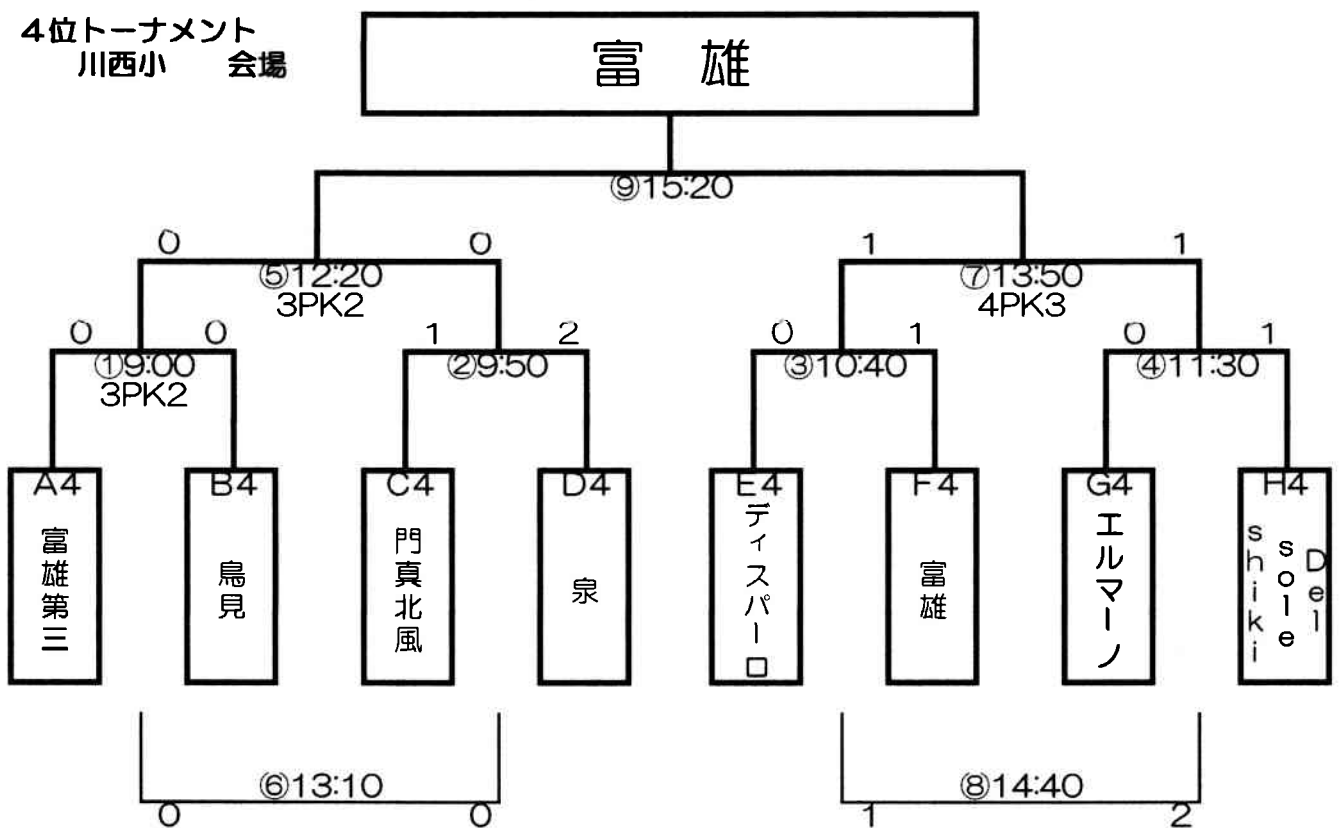 4位トーナメント
川西小 会場
富 雄
⑨15:20
0 0
⑤12:20
3PK2
1 1
⑦13:50
4PK3
0 0
①9:00
3PK2
1 2
②9:50
0 1
③10:40
0 1
④11:30
A4
富雄第三
B4
鳥見
C4
門真北風
D4
泉
E4
ディスパーロ
F4
富雄
G4
エルマーノ
H4
Del
sole
shiki
⑥13:10
0 0
⑧14:40
1 2